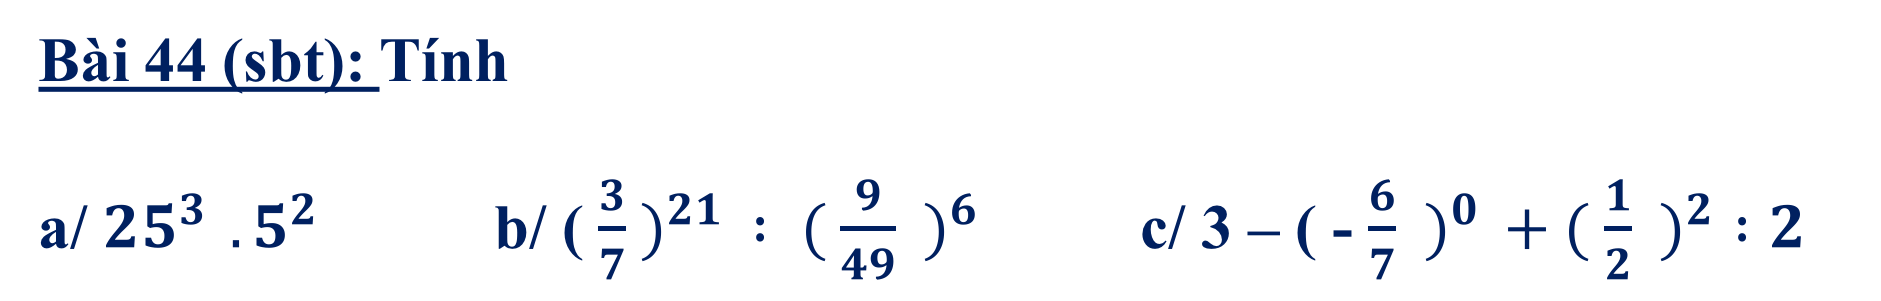 Bài 44 (sbt): Tính
a/ 25³ . 5² b/ (3/7)²¹ : (9/49)⁶ c/ 3 – (-6/7)⁰ + (1/2)² : 2